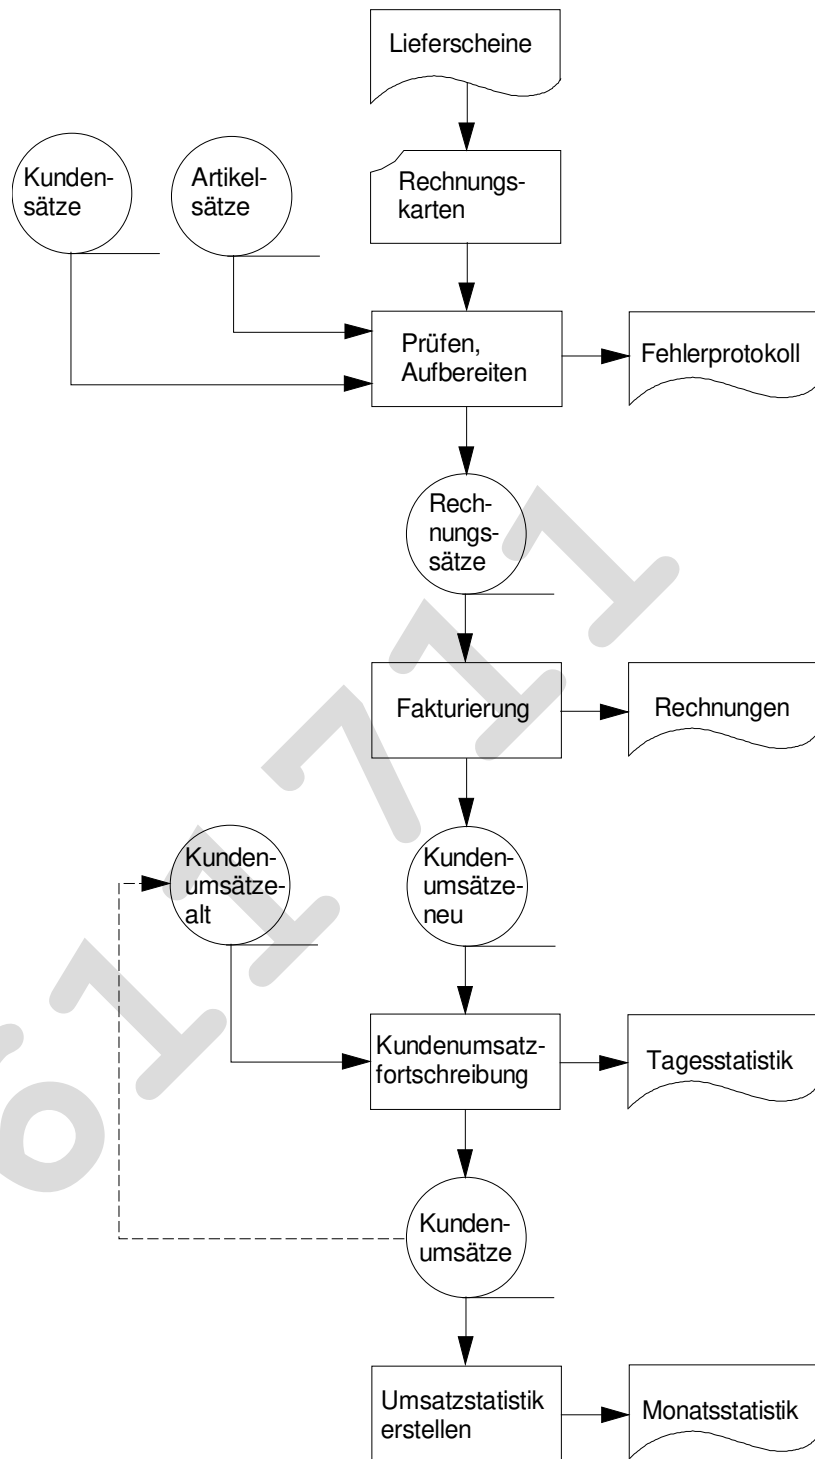 Lieferscheine
Kunden-
sätze
Artikel-
sätze
Rechnungs-
karten
Prüfen,
Aufbereiten
Fehlerprotokoll
Rech-
nungs-
sätze
Fakturierung
Rechnungen
Kunden-
umsätze-
alt
Kunden-
umsätze-
neu
Kundenumsatz-
fortschreibung
Tagesstatistik
Kunden-
umsätze
Umsatzstatistik
erstellen
Monatsstatistik
611711